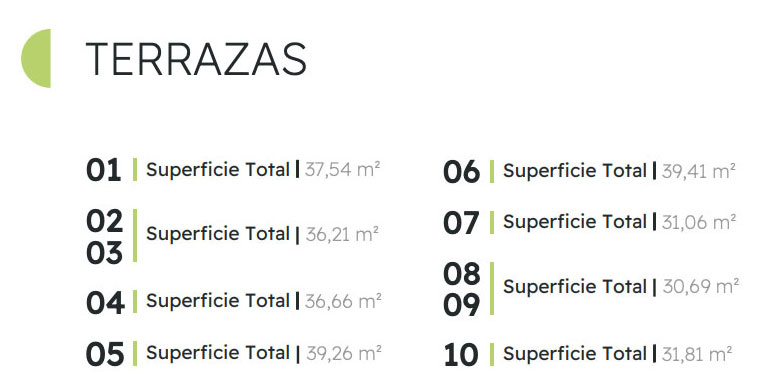 TERRAZAS
01 Superficie Total | 37,54 m²
02
03 Superficie Total | 36,21 m²
04 Superficie Total | 36,66 m²
05 Superficie Total | 39,26 m²
06 Superficie Total | 39,41 m²
07 Superficie Total | 31,06 m²
08
09 Superficie Total | 30,69 m²
10 Superficie Total | 31,81 m²